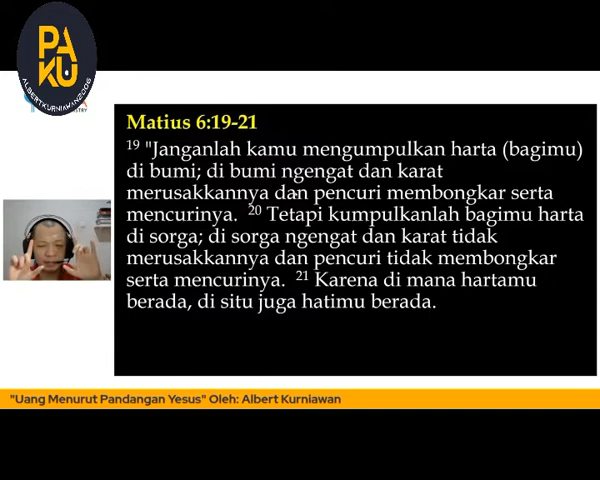 PA
KU
ALBERTKURNIAWAN2006
Matius 6:19-21
19 "Janganlah kamu mengumpulkan harta (bagimu)
di bumi; di bumi ngengat dan karat
merusakkannya dan pencuri membongkar serta
mencurinya. 20 Tetapi kumpulkanlah bagimu harta
di sorga; di sorga ngengat dan karat tidak
merusakkannya dan pencuri tidak membongkar
serta mencurinya. 21 Karena di mana hartamu
berada, di situ juga hatimu berada.
"Uang Menurut Pandangan Yesus" Oleh: Albert Kurniawan